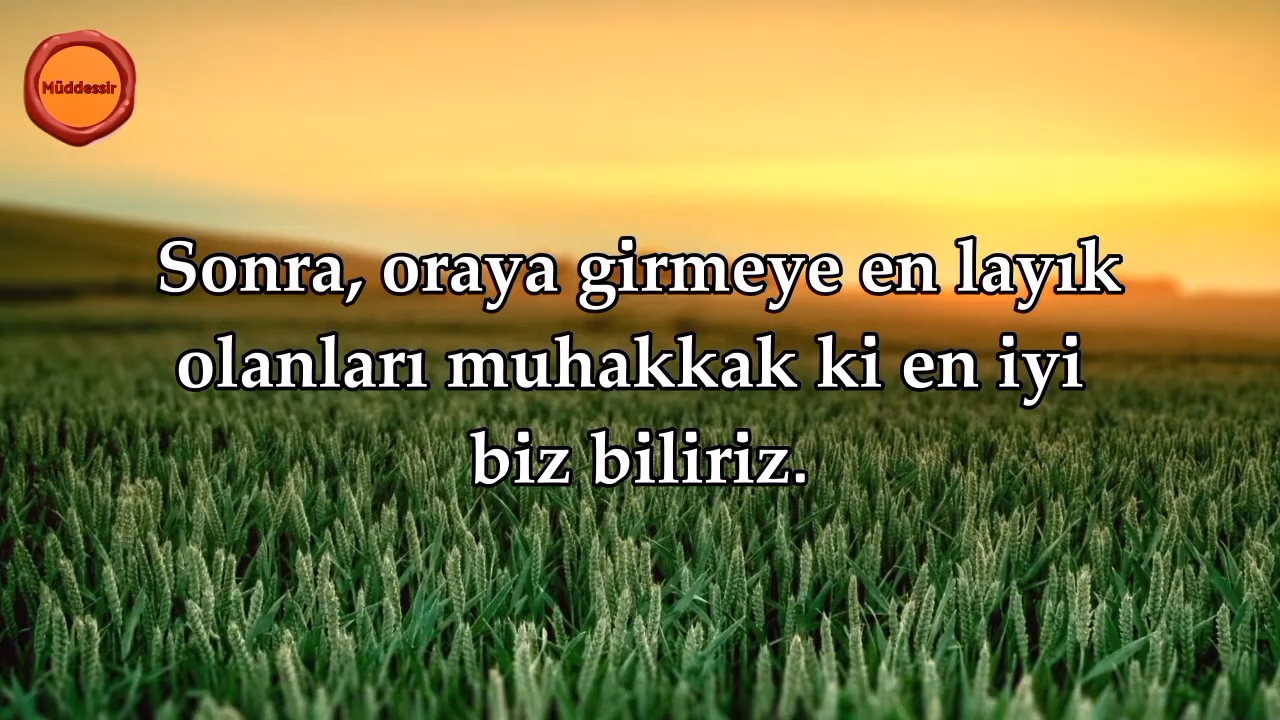 Müddessir
Sonra, oraya girmeye en layık
olanları muhakkak ki en iyi
biz biliriz.